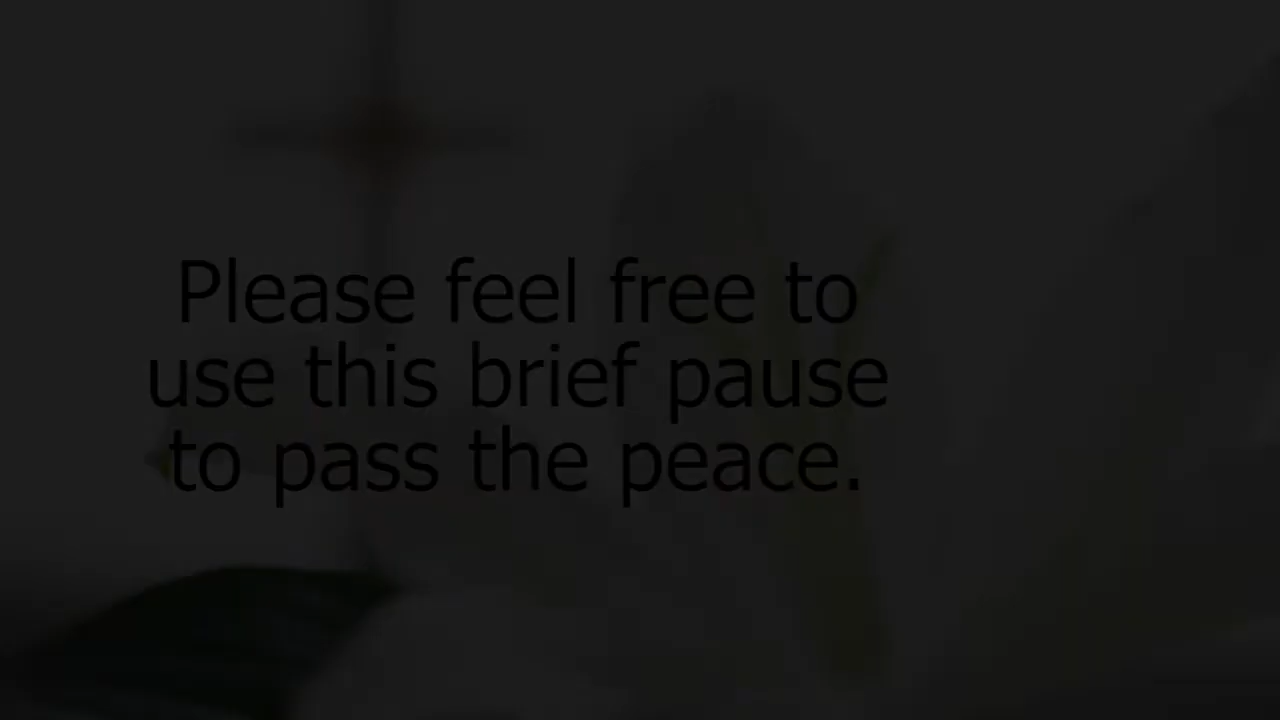 Please feel free to
use this brief pause
to pass the peace.